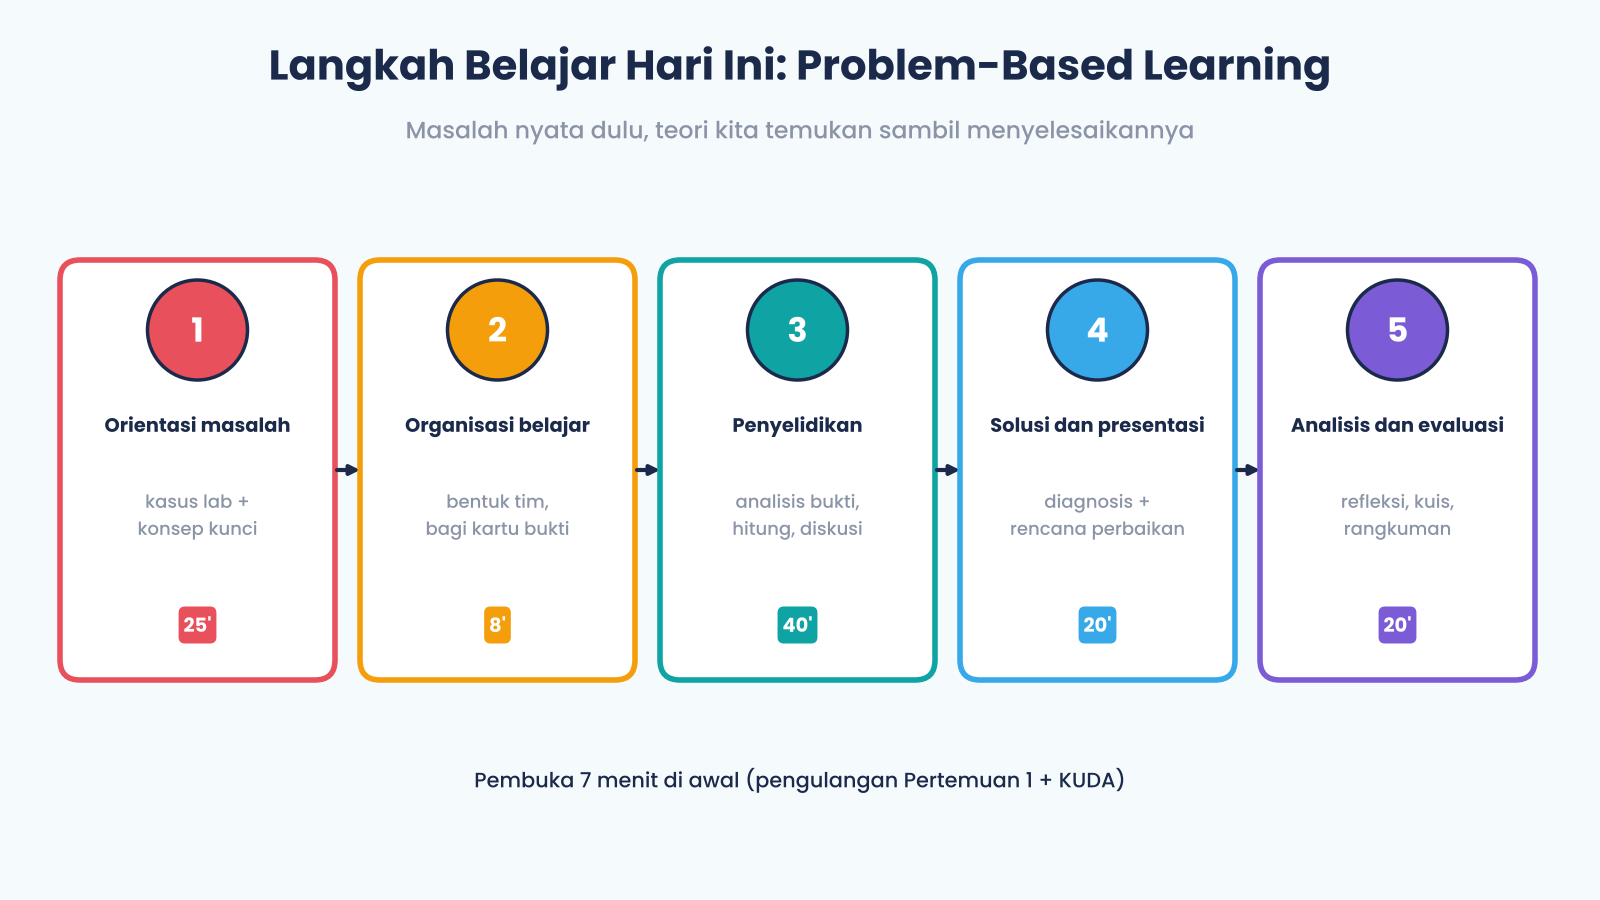 Langkah Belajar Hari Ini: Problem-Based Learning
Masalah nyata dulu, teori kita temukan sambil menyelesaikannya
1
Orientasi masalah
kasus lab +
konsep kunci
25'
2
Organisasi belajar
bentuk tim,
bagi kartu bukti
8'
3
Penyelidikan
analisis bukti,
hitung, diskusi
40'
4
Solusi dan presentasi
diagnosis +
rencana perbaikan
20'
5
Analisis dan evaluasi
refleksi, kuis,
rangkuman
20'
Pembuka 7 menit di awal (pengulangan Pertemuan 1 + KUDA)